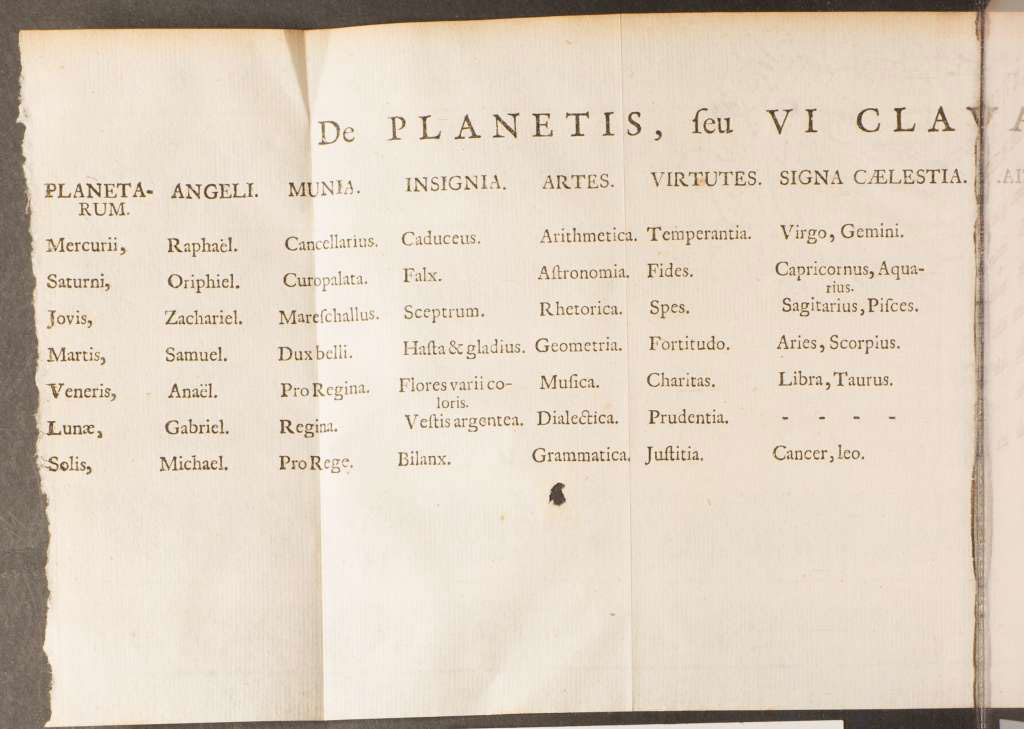 De PLANETIS, ſeu VI CLAVA
PLANETA- ANGELI. MUNIA. INSIGNIA. ARTES. VIRTUTES. SIGNA CÆLESTIA.
RUM.
Mercurii, Raphaël. Cancellarius. Caduceus. Arithmetica. Temperantia. Virgo, Gemini.
Saturni, Oriphiel. Curopalata. Falx. Aſtronomia. Fides. Capricornus, Aqua-
rius.
Jovis, Zachariel. Mareſchallus. Sceptrum. Rhetorica. Spes. Sagitarius, Piſces.
Martis, Samuel. Dux belli. Haſta & gladius. Geometria. Fortitudo. Aries, Scorpius.
Veneris, Anaël. Pro Regina. Flores varii co- Muſica. Charitas. Libra, Taurus.
loris.
Lunæ, Gabriel. Regina. Veſtis argentea. Dialectica. Prudentia. - - - -
Solis, Michael. Pro Rege. Bilanx. Grammatica. Juſtitia. Cancer, leo.